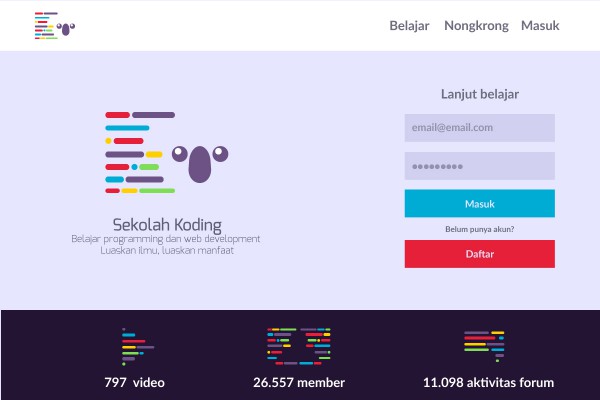 Belajar Nongkrong Masuk
Lanjut belajar
email@email.com
Masuk
Belum punya akun?
Daftar
Sekolah Koding
Belajar programming dan web development
Luaskan ilmu, luaskan manfaat
797 video
26.557 member
11.098 aktivitas forum